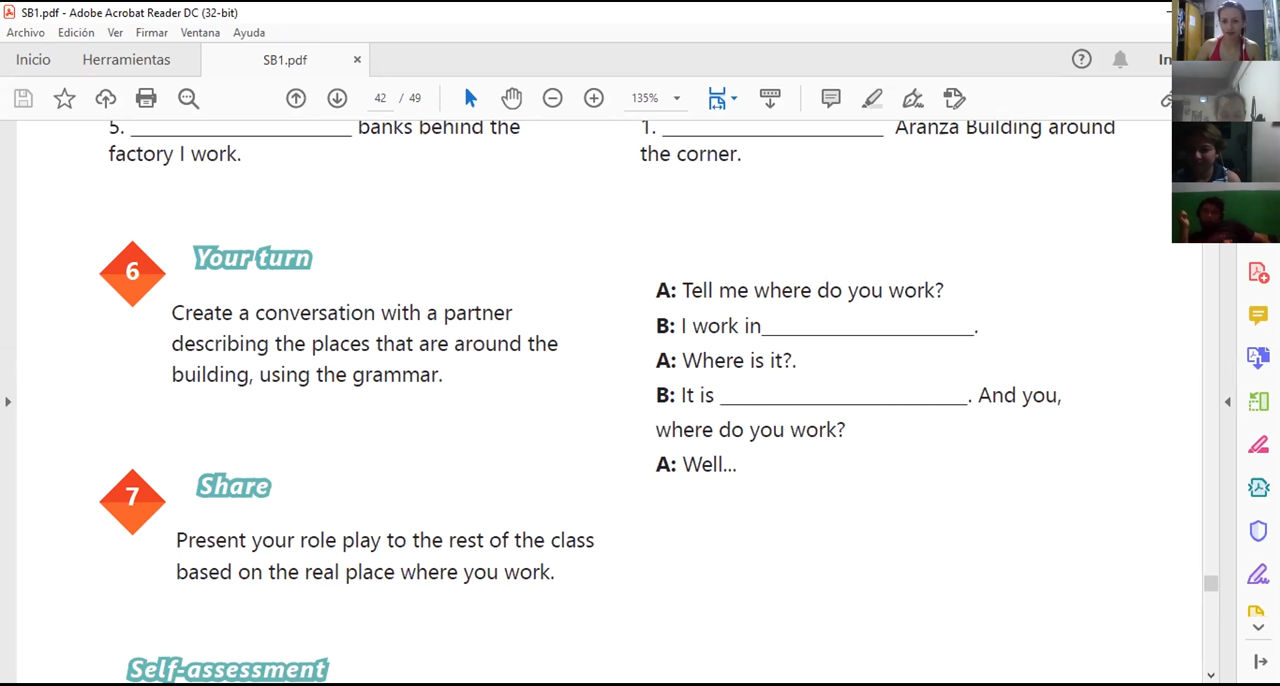 SB1.pdf - Adobe Acrobat Reader DC (32-bit)
Archivo Edición Ver Firmar Ventana Ayuda
Inicio Herramientas SB1.pdf × ? In
42 / 49 135%
5. ____________________ banks behind the
factory I work.
1. ____________________ Aranza Building around
the corner.
6
Your turn
Create a conversation with a partner
describing the places that are around the
building, using the grammar.
A: Tell me where do you work?
B: I work in___________________.
A: Where is it?.
B: It is ______________________. And you,
where do you work?
A: Well...
7
Share
Present your role play to the rest of the class
based on the real place where you work.
Self-assessment